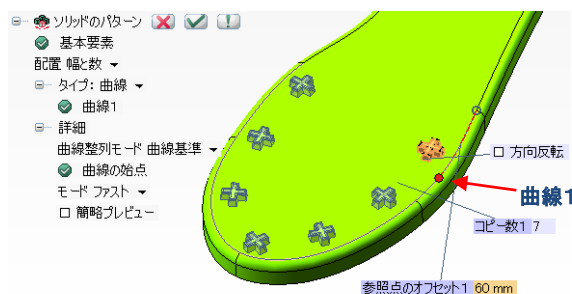 ソリッドのパターン
基本要素
配置 幅と数
タイプ: 曲線
曲線1
詳細
曲線整列モード 曲線基準
曲線の始点
モード ファスト
簡略プレビュー
方向反転
曲線1
コピー数1 7
参照点のオフセット1 60 mm